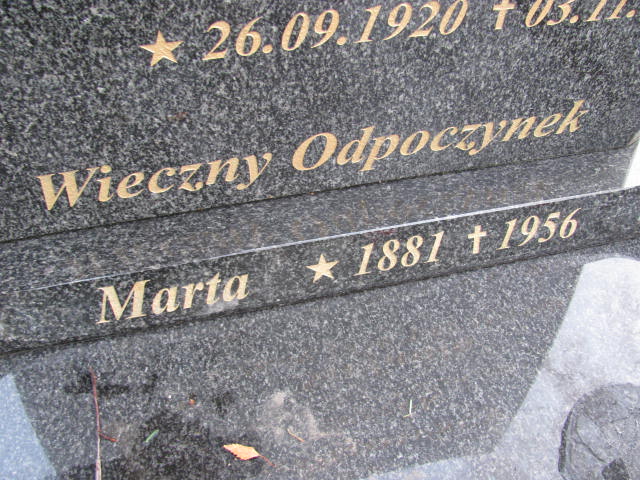 ★ 26.09.1920 ✝ 03.11.
Wieczny Odpoczynek
Marta ★ 1881 ✝ 1956